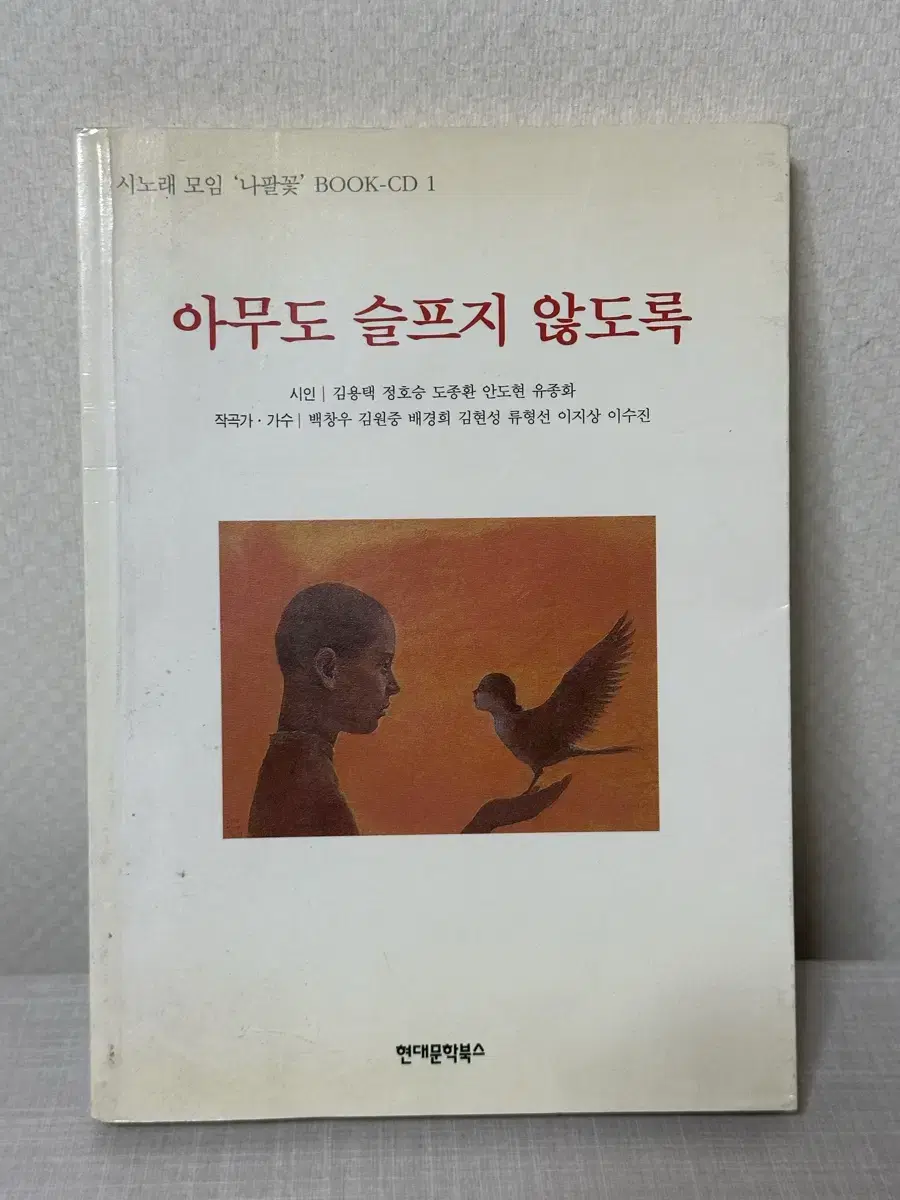 시노래 모임 '나팔꽃' BOOK-CD 1
아무도 슬프지 않도록
시인 | 김용택 정호승 도종환 안도현 유종화
작곡가 · 가수 | 백창우 김원중 배경희 김현성 류형선 이지상 이수진
현대문학북스